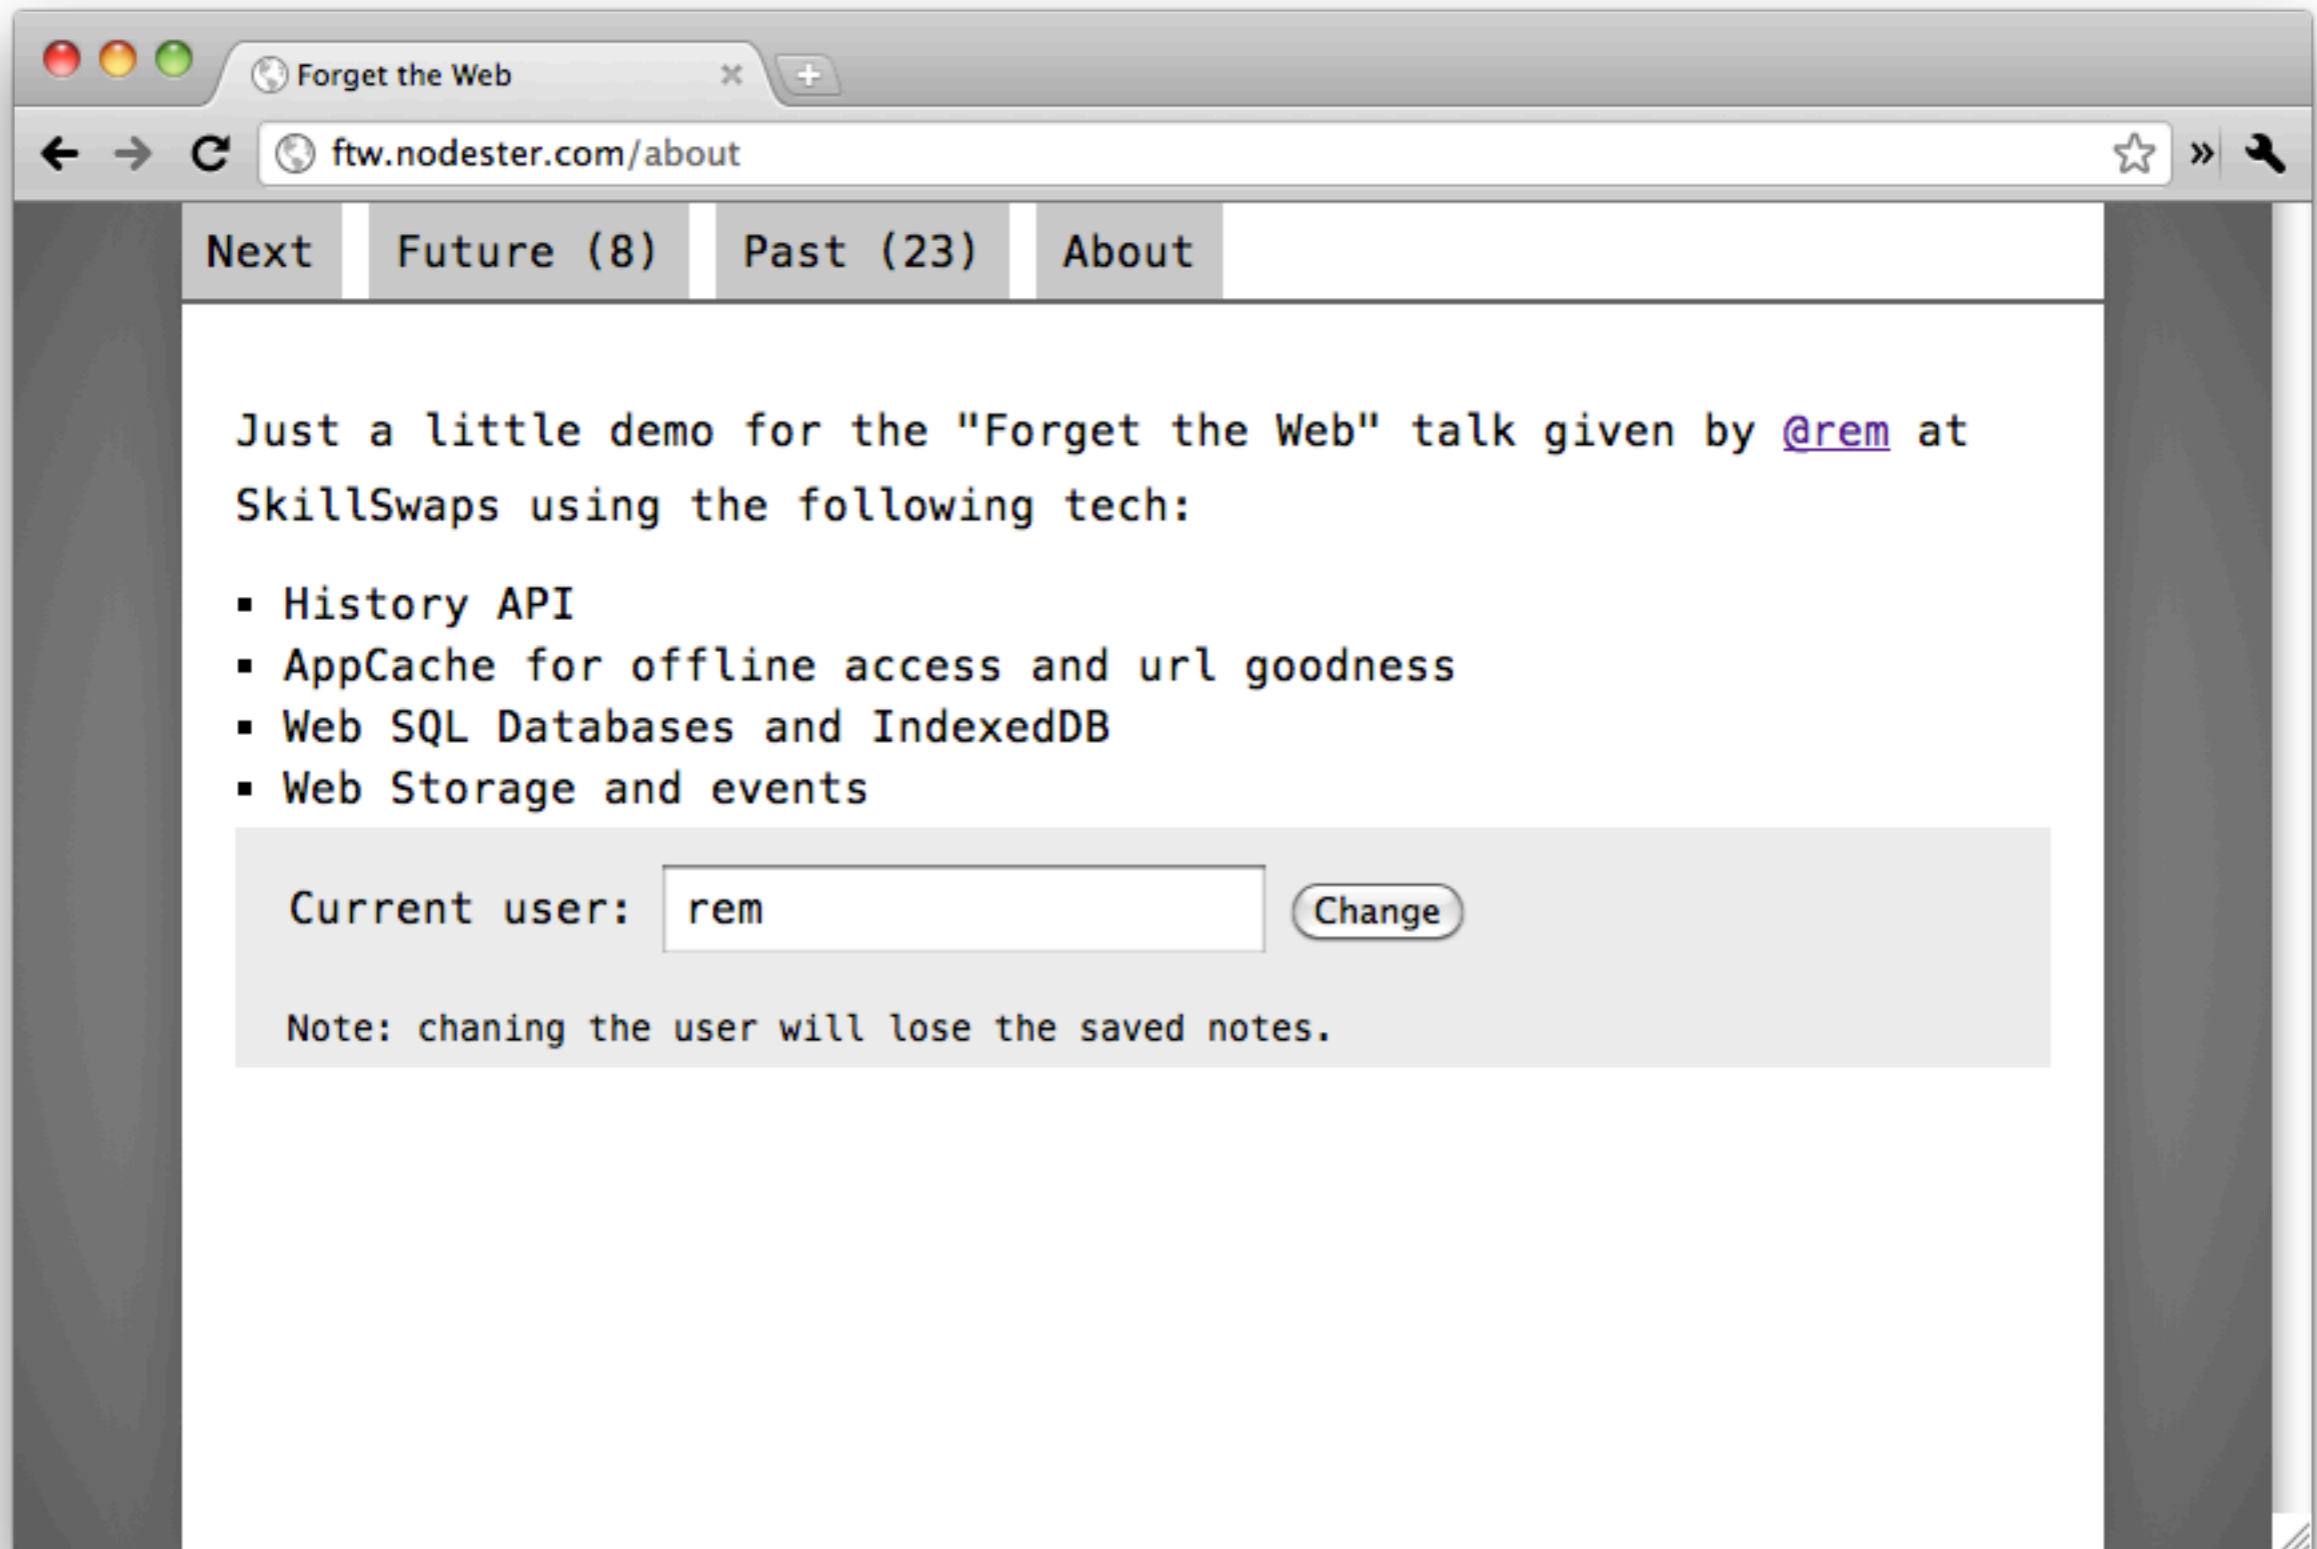 Forget the Web
ftw.nodester.com/about
Next Future (8) Past (23) About
Just a little demo for the "Forget the Web" talk given by @rem at
SkillSwaps using the following tech:
▪ History API
▪ AppCache for offline access and url goodness
▪ Web SQL Databases and IndexedDB
▪ Web Storage and events
Current user: rem Change
Note: chaning the user will lose the saved notes.